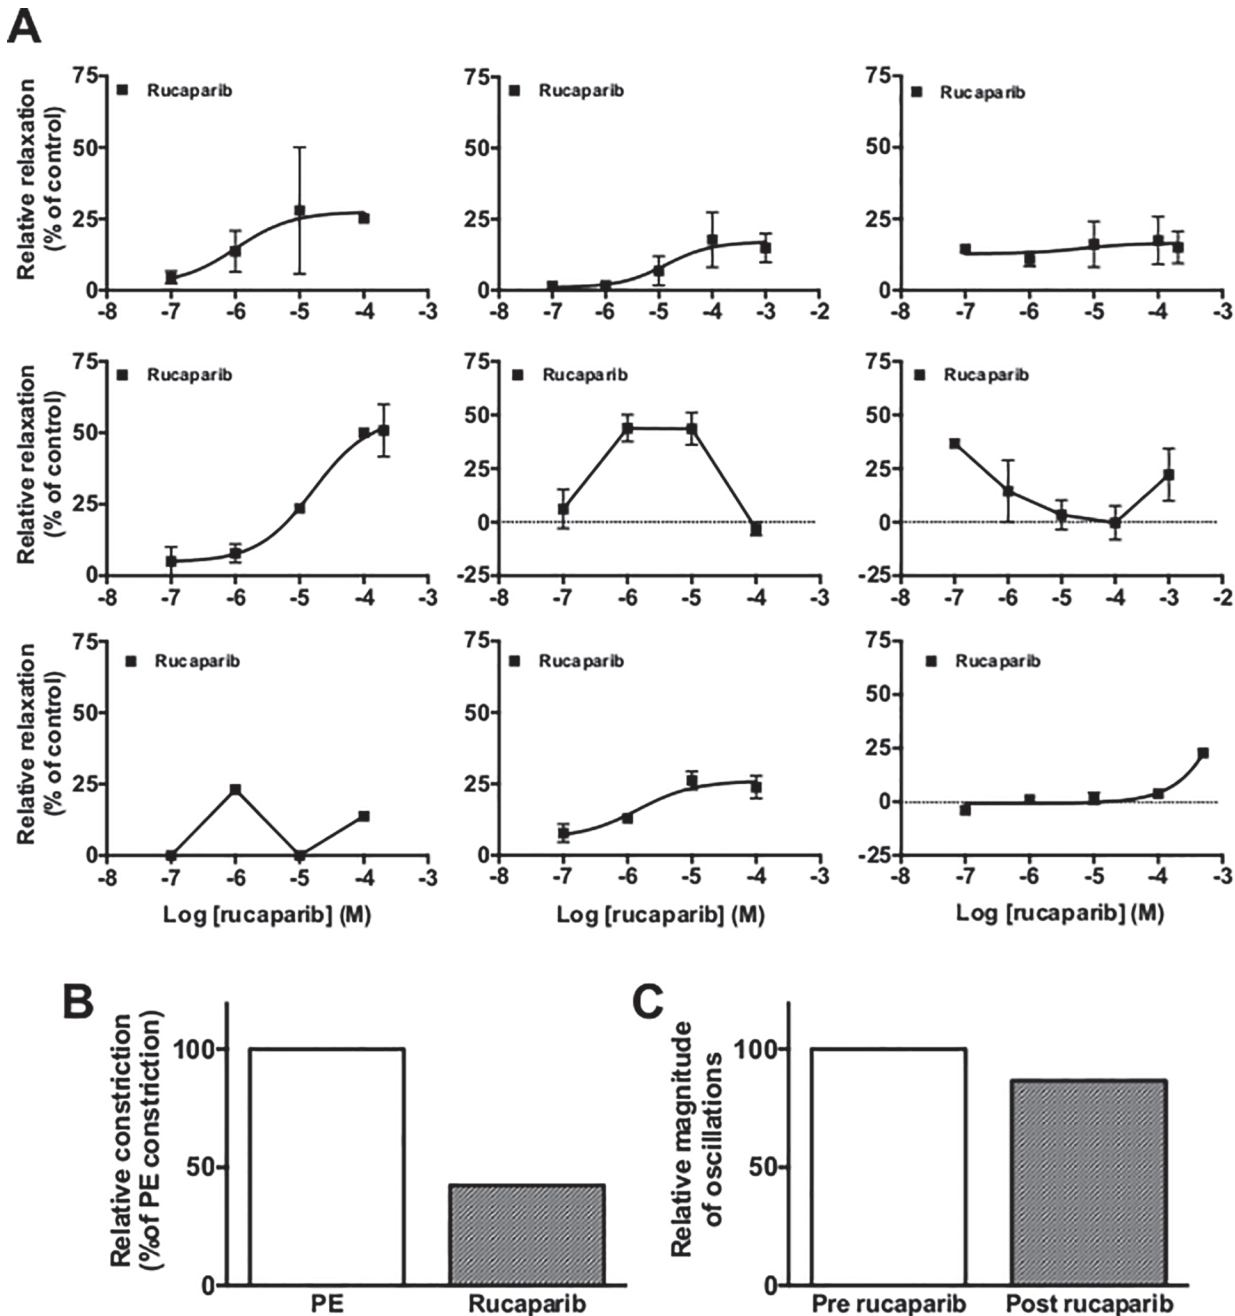 A
Rucaparib
Rucaparib
Rucaparib
Relative relaxation
(% of control)
75
50
25
0
75
50
25
0
75
50
25
0
-8 -7 -6 -5 -4 -3
-8 -7 -6 -5 -4 -3 -2
-8 -7 -6 -5 -4 -3
Rucaparib
Rucaparib
Rucaparib
Relative relaxation
(% of control)
75
50
25
0
75
50
25
0
-25
75
50
25
0
-25
-8 -7 -6 -5 -4 -3
-8 -7 -6 -5 -4 -3
-8 -7 -6 -5 -4 -3 -2
Rucaparib
Rucaparib
Rucaparib
Relative relaxation
(% of control)
75
50
25
0
75
50
25
0
75
50
25
0
-25
-8 -7 -6 -5 -4 -3
-8 -7 -6 -5 -4 -3
-8 -7 -6 -5 -4 -3
Log [rucaparib] (M)
Log [rucaparib] (M)
Log [rucaparib] (M)
B
Relative constriction
(%of PE constriction)
100
50
0
PE Rucaparib
C
Relative magnitude
of oscillations
100
50
0
Pre rucaparib Post rucaparib